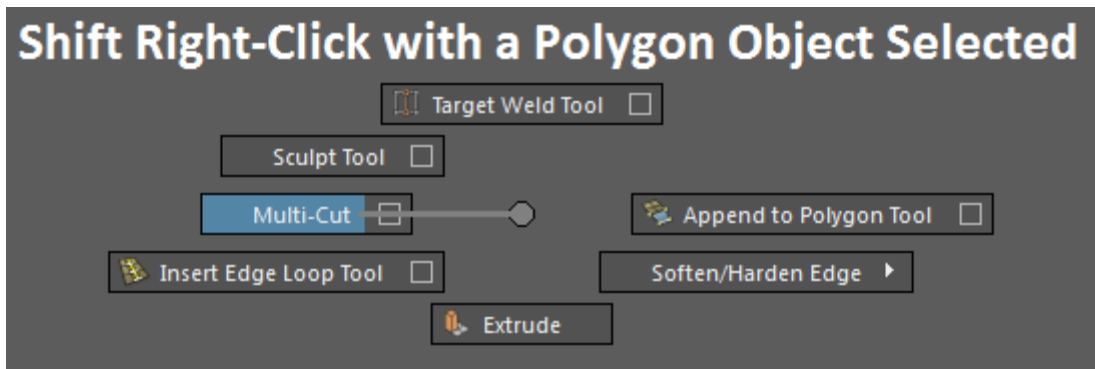 Shift Right-Click with a Polygon Object Selected
Target Weld Tool
Sculpt Tool
Multi-Cut
Append to Polygon Tool
Insert Edge Loop Tool
Soften/Harden Edge
Extrude